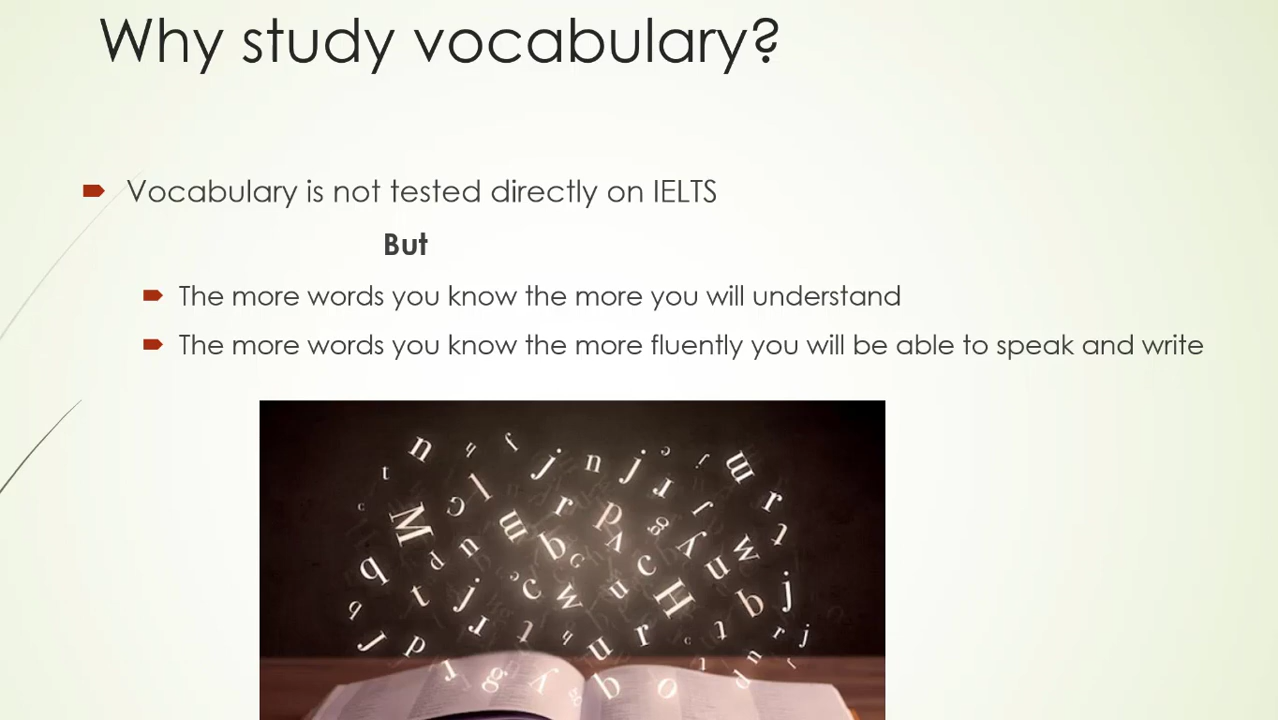 Why study vocabulary?
Vocabulary is not tested directly on IELTS
But
The more words you know the more you will understand
The more words you know the more fluently you will be able to speak and write